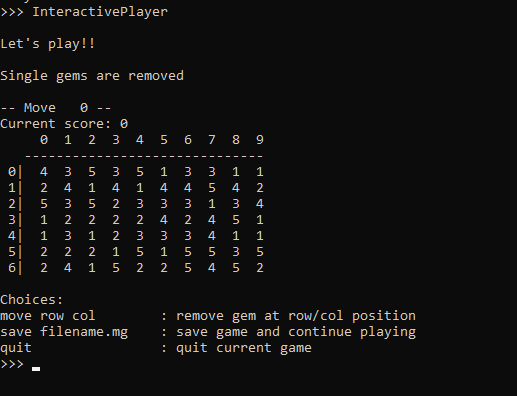 >>> InteractivePlayer
Let's play!!
Single gems are removed
-- Move   0 --
Current score: 0
     0  1  2  3  4  5  6  7  8  9
   ------------------------------
 0|  4  3  5  3  5  1  3  3  1  1
 1|  2  4  1  4  1  4  4  5  4  2
 2|  5  3  5  2  3  3  3  1  3  4
 3|  1  2  2  2  2  4  2  4  5  1
 4|  1  3  1  2  3  3  3  4  1  1
 5|  2  2  2  1  5  1  5  5  3  5
 6|  2  4  1  5  2  2  5  4  5  2
Choices:
move row col        : remove gem at row/col position
save filename.mg    : save game and continue playing
quit                : quit current game
>>>